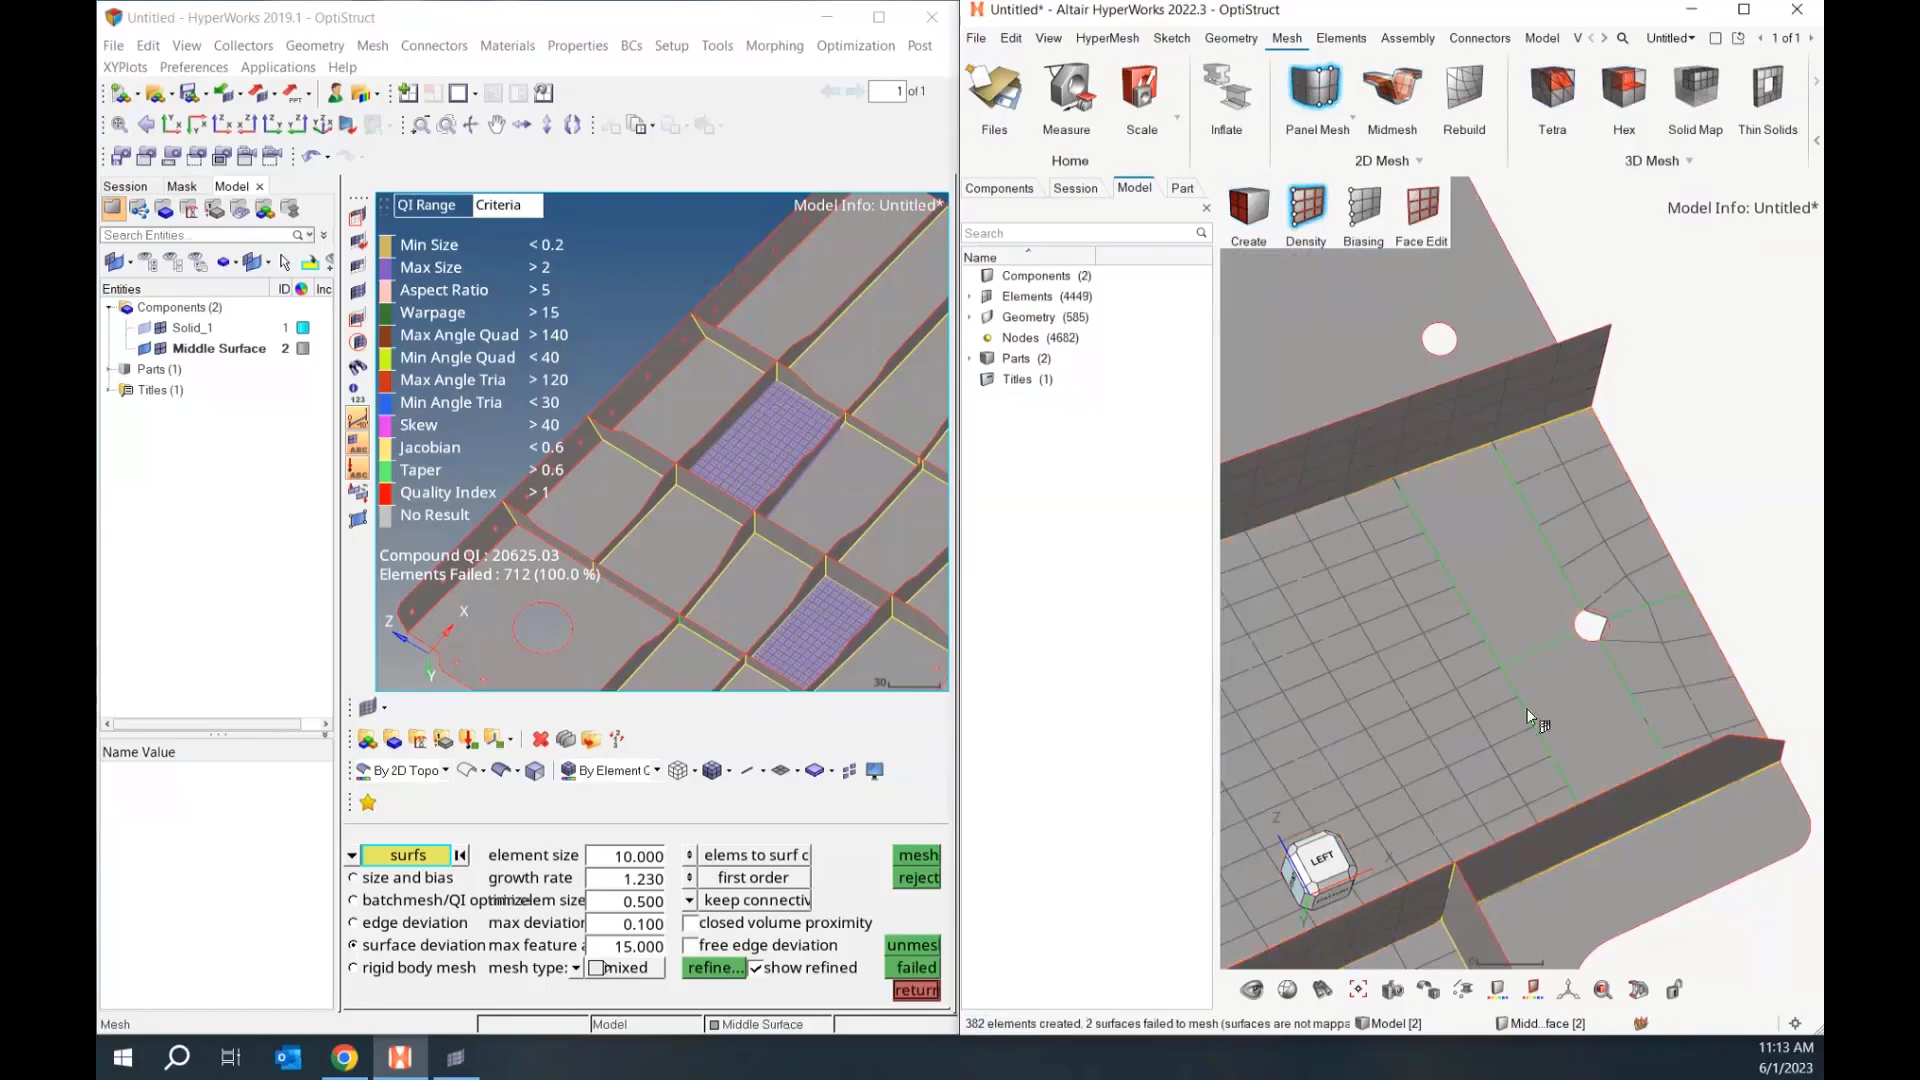 Untitled - HyperWorks 2019.1 - OptiStruct
File Edit View Collectors Geometry Mesh Connectors Materials Properties BCs Setup Tools Morphing Optimization Post
XYPlots Preferences Applications Help
1 of 1
Session Mask Model
Search Entities...
Entities ID Inc
Components (2)
Solid_1 1
Middle Surface 2
Parts (1)
Titles (1)
Name Value
QI Range Criteria
Model Info: Untitled*
Min Size < 0.2
Max Size > 2
Aspect Ratio > 5
Warpage > 15
Max Angle Quad > 140
Min Angle Quad < 40
Max Angle Tria > 120
Min Angle Tria < 30
Skew > 40
Jacobian < 0.6
Taper > 0.6
Quality Index > 1
No Result
Compound QI : 20625.03
Elements Failed : 712 (100.0 %)
X
Z
Y
30
123
ABC
ABC
By 2D Topo
By Element C
surfs element size 10.000 elems to surf c mesh
size and bias growth rate 1.230 first order reject
batchmesh/QI optimize elem size 0.500 keep connectiv
edge deviation max deviation 0.100 closed volume proximity
surface deviation max feature a 15.000 free edge deviation unmes
rigid body mesh mesh type: mixed refine... show refined failed
return
Mesh Model Middle Surface
Untitled* - Altair HyperWorks 2022.3 - OptiStruct
File Edit View HyperMesh Sketch Geometry Mesh Elements Assembly Connectors Model V Untitled 1 of 1
Files Measure Scale Inflate Panel Mesh Midmesh Rebuild Tetra Hex Solid Map Thin Solids
Home 2D Mesh 3D Mesh
Components Session Model Part
Search
Name
Components (2)
Elements (4449)
Geometry (585)
Nodes (4682)
Parts (2)
Titles (1)
Create Density Biasing Face Edit
Model Info: Untitled*
Z
LEFT
382 elements created. 2 surfaces failed to mesh (surfaces are not mappa Model [2] Midd...face [2]
11:13 AM
6/1/2023